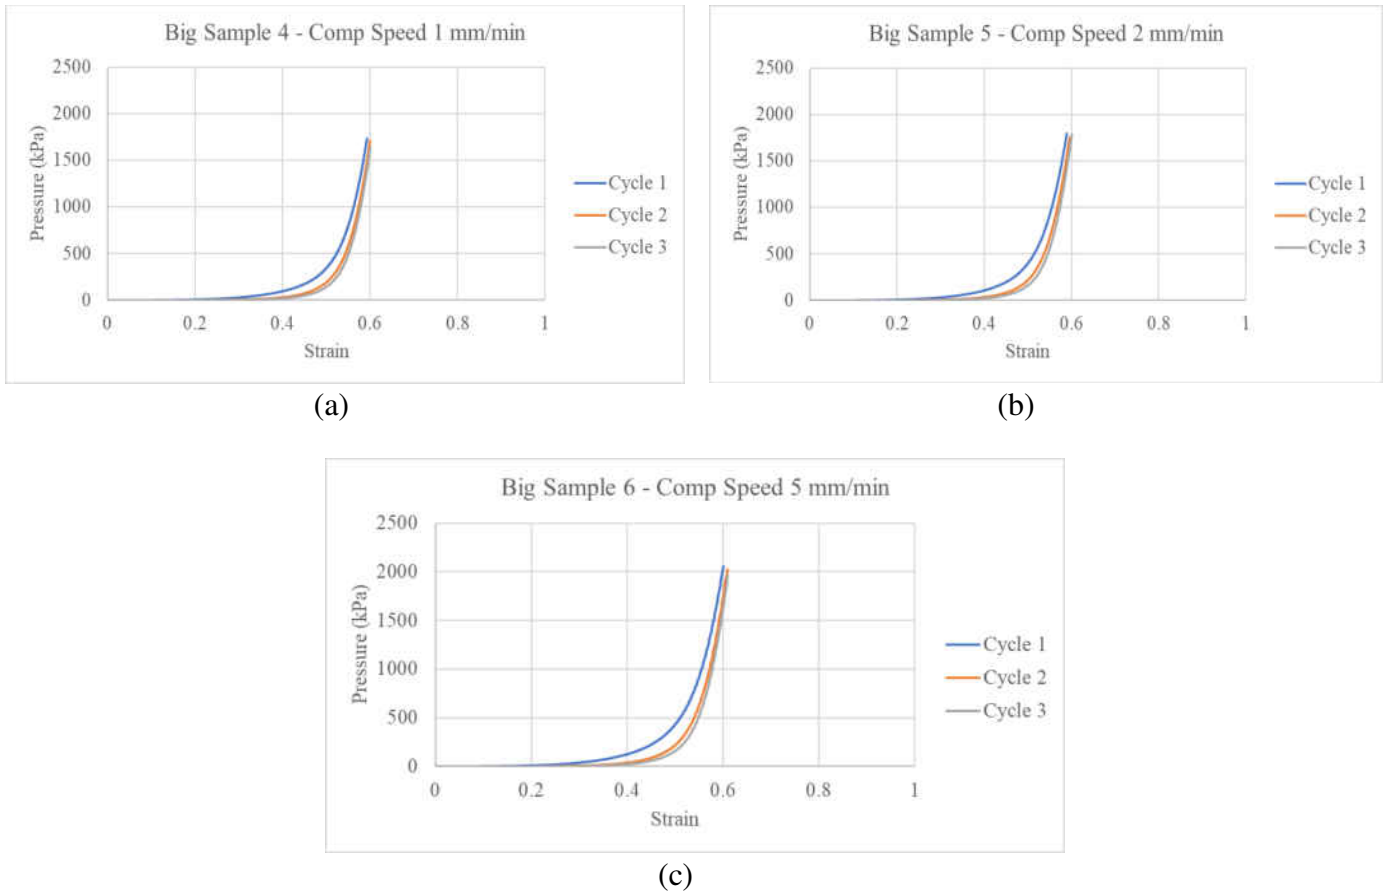 Big Sample 4 - Comp Speed 1 mm/min
2500
2000
1500
1000
500
0
Pressure (kPa)
0 0.2 0.4 0.6 0.8 1
Strain
Cycle 1
Cycle 2
Cycle 3
(a)
Big Sample 5 - Comp Speed 2 mm/min
2500
2000
1500
1000
500
0
Pressure (kPa)
0 0.2 0.4 0.6 0.8 1
Strain
Cycle 1
Cycle 2
Cycle 3
(b)
Big Sample 6 - Comp Speed 5 mm/min
2500
2000
1500
1000
500
0
Pressure (kPa)
0 0.2 0.4 0.6 0.8 1
Strain
Cycle 1
Cycle 2
Cycle 3
(c)